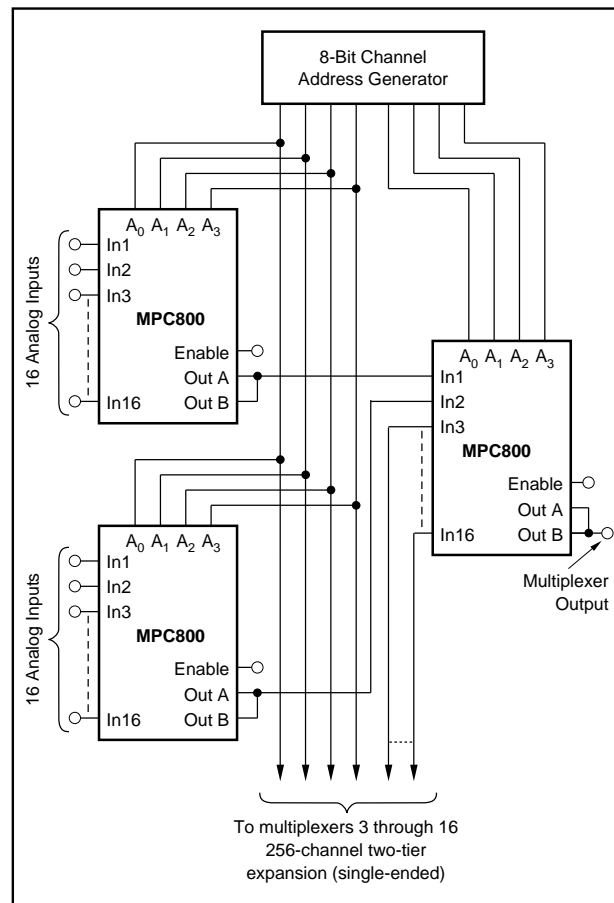 8-Bit Channel
Address Generator
A0 A1 A2 A3
16 Analog Inputs
In1
In2
In3
MPC800
Enable
Out A
Out B
In16
A0 A1 A2 A3
In1
In2
In3
MPC800
Enable
Out A
Out B
In16
Multiplexer
Output
A0 A1 A2 A3
16 Analog Inputs
In1
In2
In3
MPC800
Enable
Out A
Out B
In16
To multiplexers 3 through 16
256-channel two-tier
expansion (single-ended)